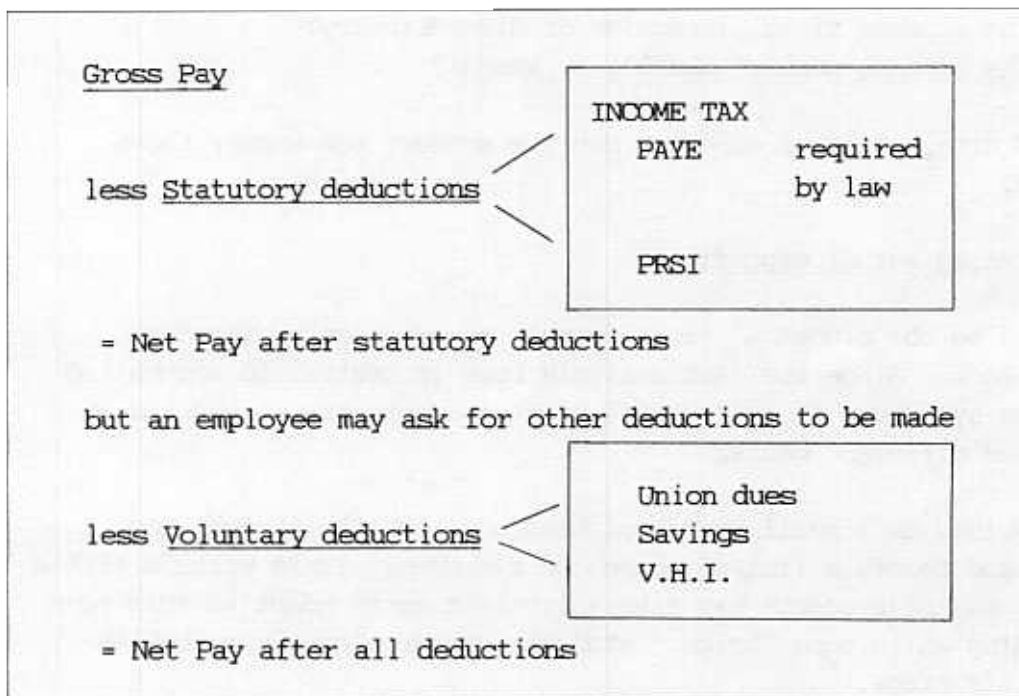 Gross Pay
INCOME TAX
PAYE required
by law
less Statutory deductions
PRSI
= Net Pay after statutory deductions
but an employee may ask for other deductions to be made
Union dues
less Voluntary deductions
Savings
V.H.I.
= Net Pay after all deductions